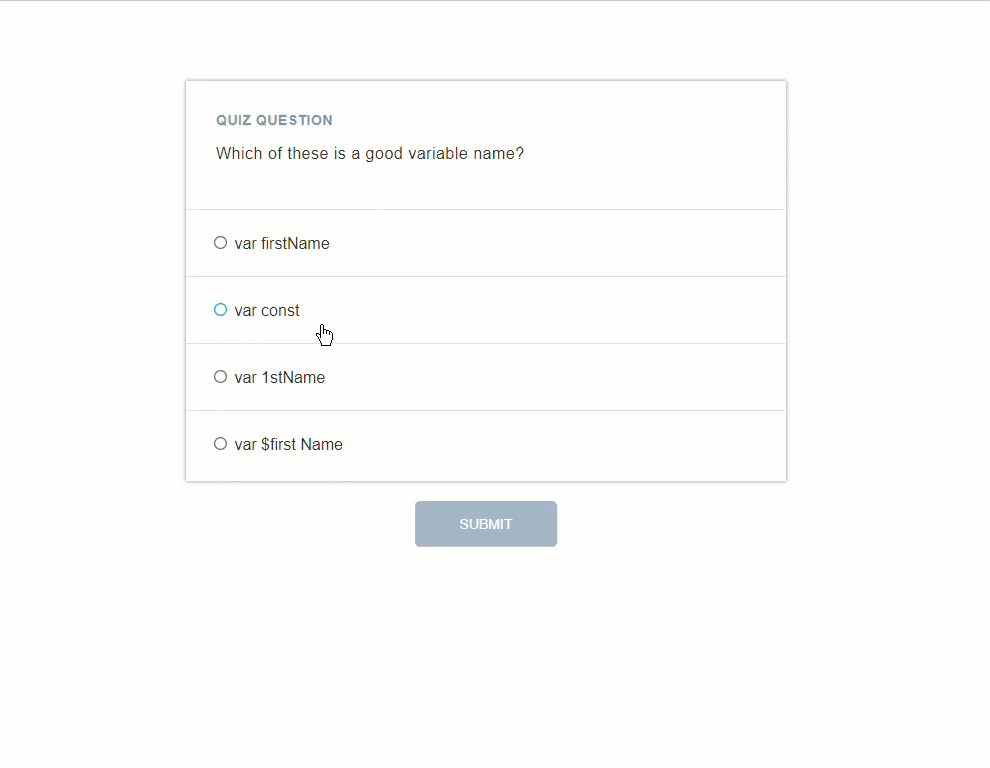 QUIZ QUESTION
Which of these is a good variable name?
var firstName
var const
var 1stName
var $first Name
SUBMIT